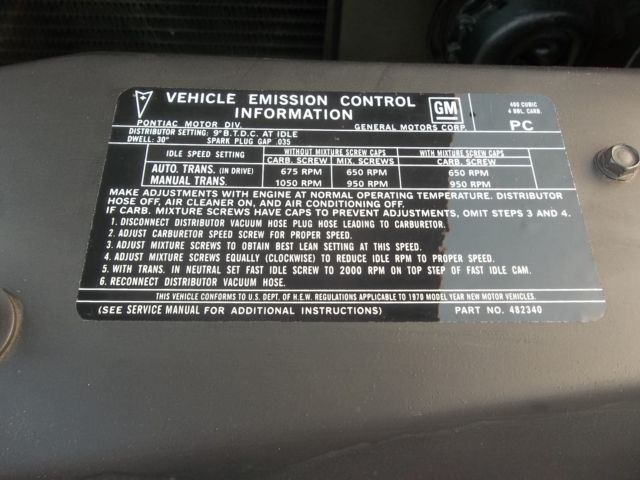 VEHICLE EMISSION CONTROL INFORMATION
GM
400 CUBIC
4 BBL. CARB.
PONTIAC MOTOR DIV.
GENERAL MOTORS CORP.
PC
DISTRIBUTOR SETTING: 9° B.T.D.C. AT IDLE
DWELL: 30° SPARK PLUG GAP .035
IDLE SPEED SETTING
WITHOUT MIXTURE SCREW CAPS WITH MIXTURE SCREW CAPS
CARB. SCREW MIX. SCREWS CARB. SCREW
AUTO. TRANS. (IN DRIVE) 675 RPM 650 RPM 650 RPM
MANUAL TRANS. 1050 RPM 950 RPM 950 RPM
MAKE ADJUSTMENTS WITH ENGINE AT NORMAL OPERATING TEMPERATURE. DISTRIBUTOR
HOSE OFF, AIR CLEANER ON, AND AIR CONDITIONING OFF.
IF CARB. MIXTURE SCREWS HAVE CAPS TO PREVENT ADJUSTMENTS, OMIT STEPS 3 AND 4.
1. DISCONNECT DISTRIBUTOR VACUUM HOSE PLUG HOSE LEADING TO CARBURETOR.
2. ADJUST CARBURETOR SPEED SCREW FOR PROPER SPEED.
3. ADJUST MIXTURE SCREWS TO OBTAIN BEST LEAN SETTING AT THIS SPEED.
4. ADJUST MIXTURE SCREWS EQUALLY (CLOCKWISE) TO REDUCE IDLE RPM TO PROPER SPEED.
5. WITH TRANS. IN NEUTRAL SET FAST IDLE SCREW TO 2000 RPM ON TOP STEP OF FAST IDLE CAM.
6. RECONNECT DISTRIBUTOR VACUUM HOSE.
THIS VEHICLE CONFORMS TO U.S. DEPT. OF H.E.W. REGULATIONS APPLICABLE TO 1970 MODEL YEAR NEW MOTOR VEHICLES.
(SEE SERVICE MANUAL FOR ADDITIONAL INSTRUCTIONS) PART NO. 482340